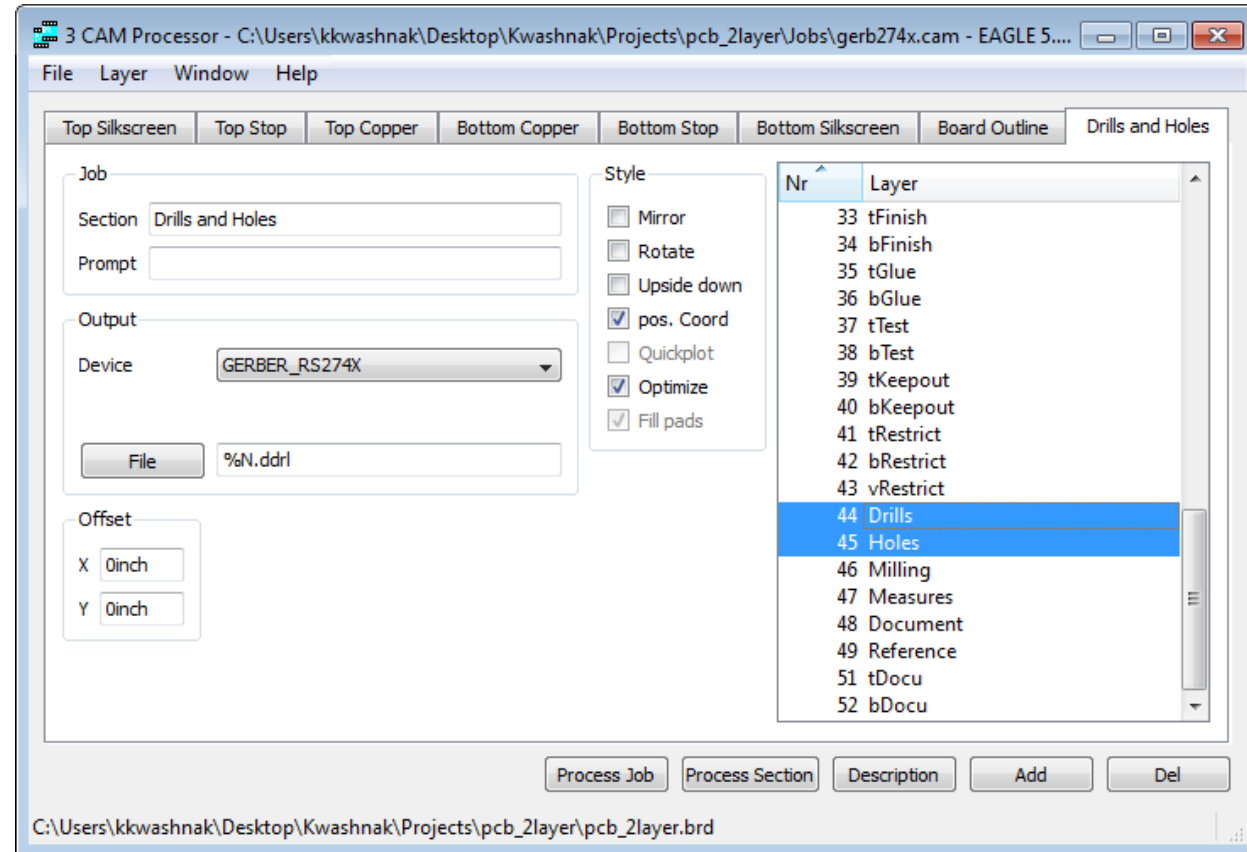 3 CAM Processor - C:\Users\kkwashnak\Desktop\Kwashnak\Projects\pcb_2layer\Jobs\gerb274x.cam - EAGLE 5....
File Layer Window Help
Top Silkscreen Top Stop Top Copper Bottom Copper Bottom Stop Bottom Silkscreen Board Outline Drills and Holes
Job
Section Drills and Holes
Prompt
Output
Device GERBER_RS274X
File %N.ddrl
Offset
X 0inch
Y 0inch
Style
Mirror
Rotate
Upside down
pos. Coord
Quickplot
Optimize
Fill pads
Nr Layer
33 tFinish
34 bFinish
35 tGlue
36 bGlue
37 tTest
38 bTest
39 tKeepout
40 bKeepout
41 tRestrict
42 bRestrict
43 vRestrict
44 Drills
45 Holes
46 Milling
47 Measures
48 Document
49 Reference
51 tDocu
52 bDocu
Process Job Process Section Description Add Del
C:\Users\kkwashnak\Desktop\Kwashnak\Projects\pcb_2layer\pcb_2layer.brd